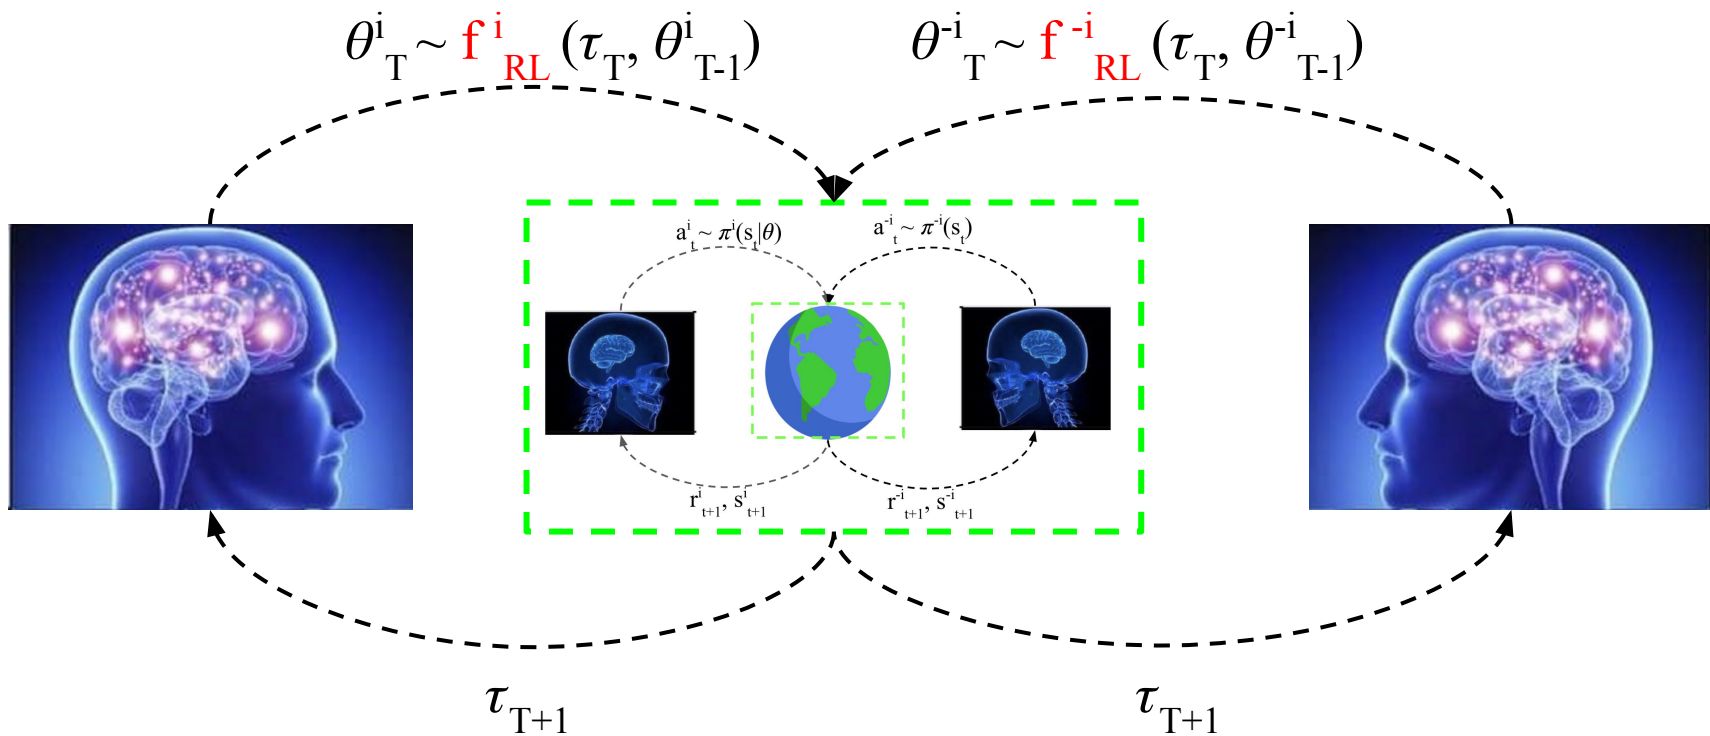 θ^i_T ~ f^i_RL (τ_T, θ^i_T-1)
θ^-i_T ~ f^-i_RL (τ_T, θ^-i_T-1)
a^i_t ~ π^i(s_t|θ)
a^-i_t ~ π^-i(s_t)
r^i_t+1, s^i_t+1
r^-i_t+1, s^-i_t+1
τ_T+1
τ_T+1